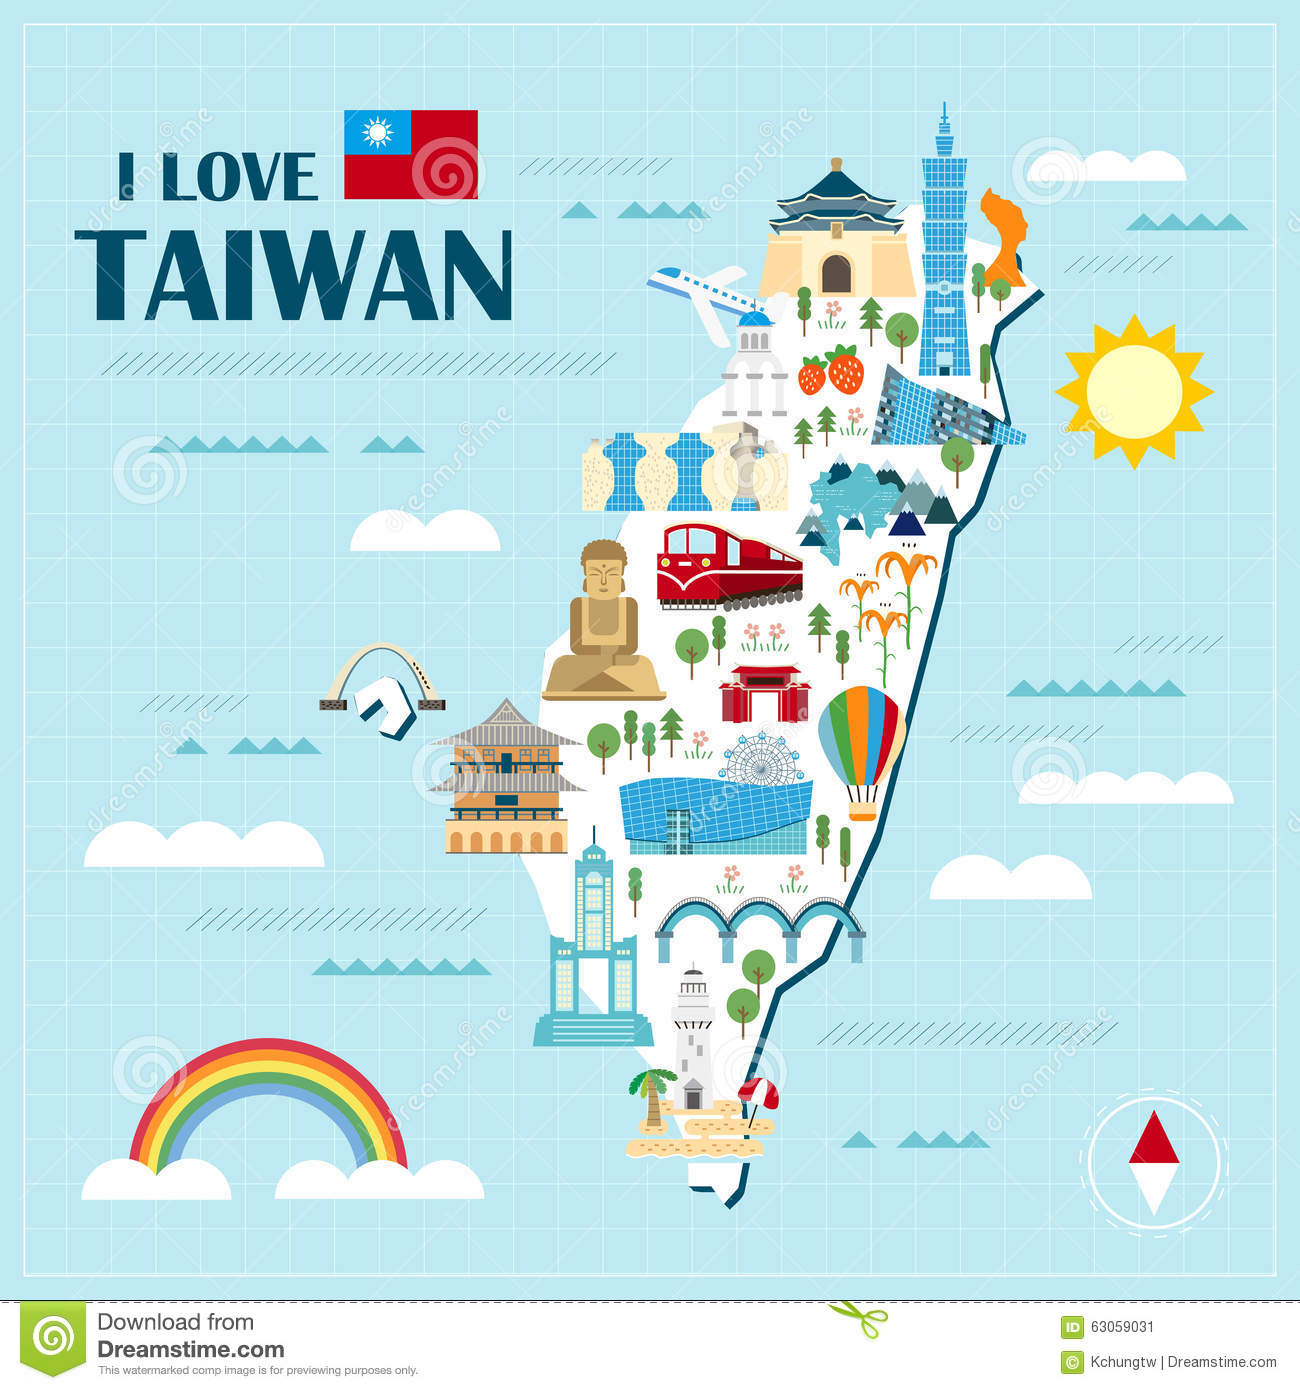 I LOVE
TAIWAN
Download from
Dreamstime.com
This watermarked comp image is for previewing purposes only.
ID 63059031
© Kchungtw | Dreamstime.com
dreamstime